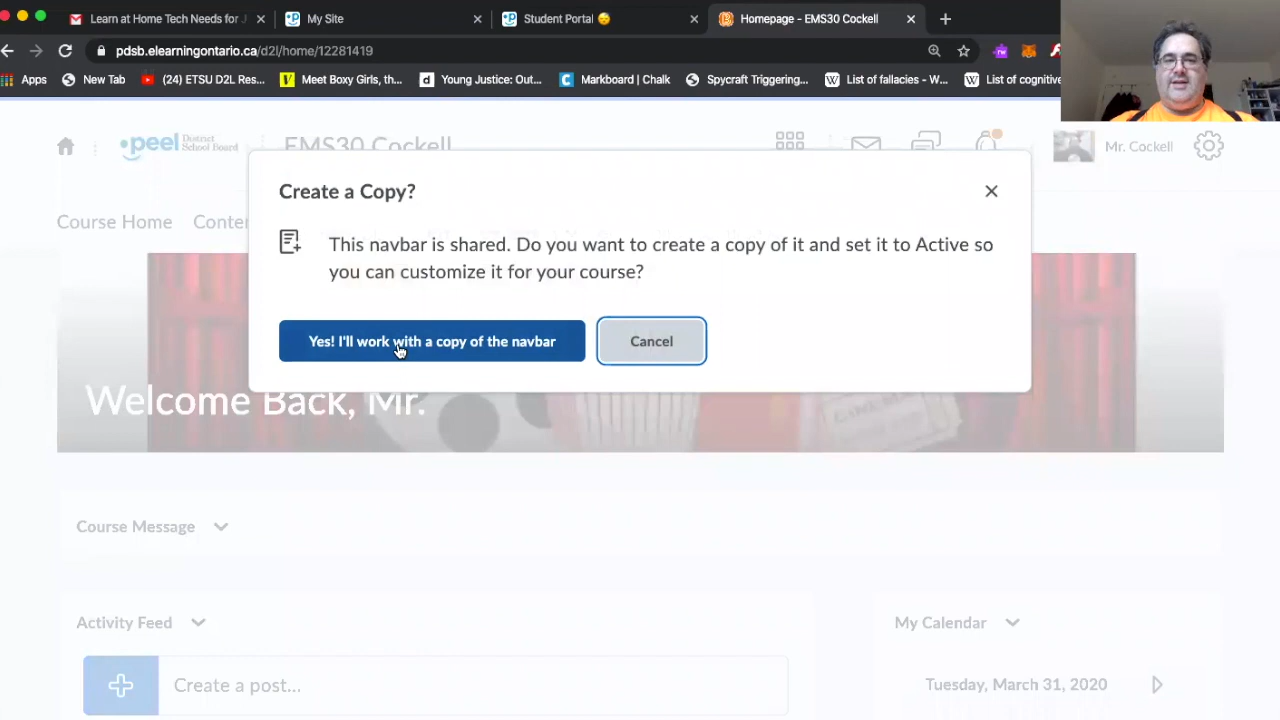 Learn at Home Tech Needs for J
My Site
Student Portal
Homepage - EMS30 Cockell
pdsb.elearningontario.ca/d2l/home/12281419
Apps
New Tab
(24) ETSU D2L Res...
Meet Boxy Girls, th...
Young Justice: Out...
Markboard | Chalk
Spycraft Triggering...
List of fallacies - W...
List of cognitive
peel District School Board
EMS30 Cockell
Mr. Cockell
Create a Copy?
This navbar is shared. Do you want to create a copy of it and set it to Active so
you can customize it for your course?
Yes! I'll work with a copy of the navbar
Cancel
Course Home
Conten
Welcome Back, Mr.
Course Message
Activity Feed
Create a post...
My Calendar
Tuesday, March 31, 2020